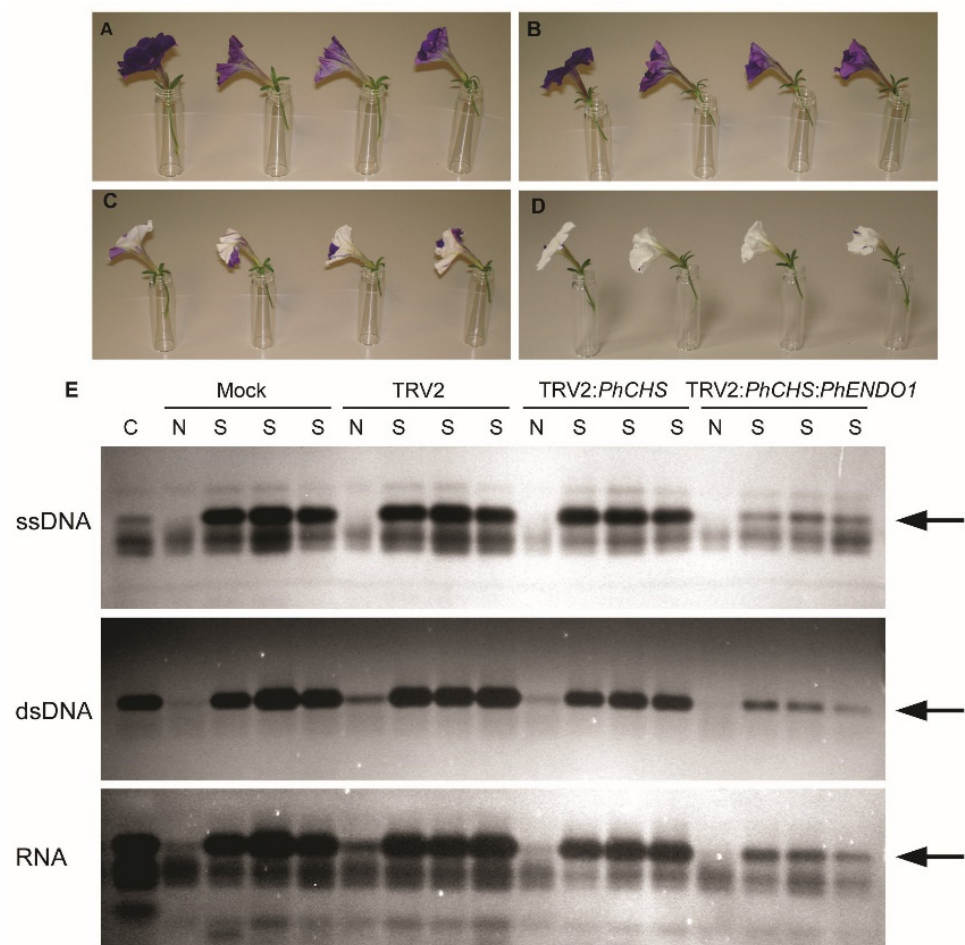 A
B
C
D
E Mock TRV2 TRV2:PhCHS TRV2:PhCHS:PhENDO1
C N S S S N S S S N S S S N S S S
ssDNA
dsDNA
RNA